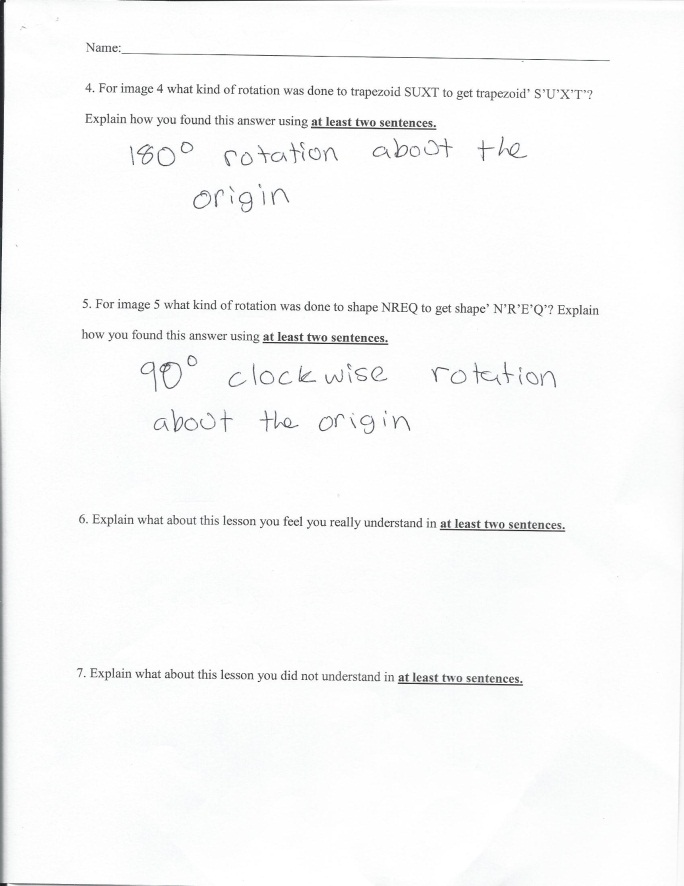 Name:
4. For image 4 what kind of rotation was done to trapezoid SUXT to get trapezoid’ S’U’X’T’?
Explain how you found this answer using at least two sentences.
180° rotation about the
origin
5. For image 5 what kind of rotation was done to shape NREQ to get shape’ N’R’E’Q’? Explain
how you found this answer using at least two sentences.
90° clockwise rotation
about the origin
6. Explain what about this lesson you feel you really understand in at least two sentences.
7. Explain what about this lesson you did not understand in at least two sentences.